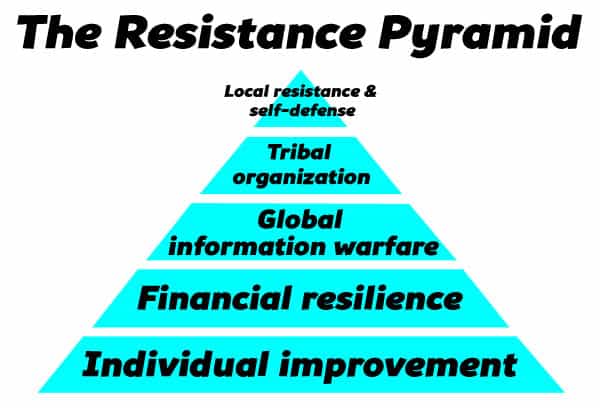 The Resistance Pyramid
Local resistance &
self-defense
Tribal
organization
Global
information warfare
Financial resilience
Individual improvement